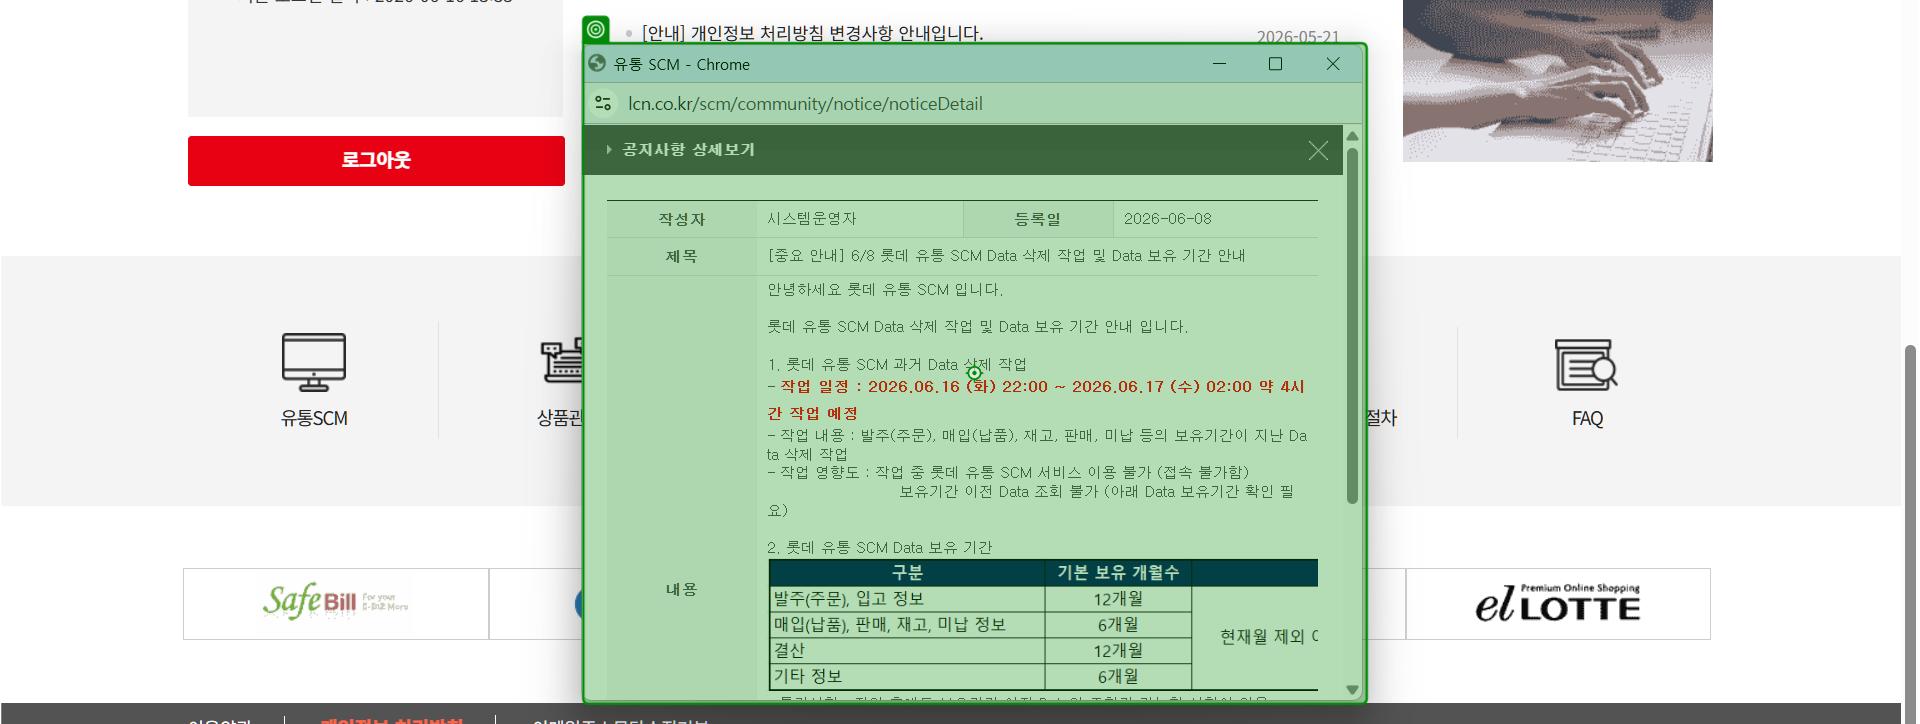 [안내] 개인정보 처리방침 변경사항 안내입니다.
2026-05-21
유통 SCM - Chrome
lcn.co.kr/scm/community/notice/noticeDetail
로그아웃
공지사항 상세보기
작성자 시스템운영자 등록일 2026-06-08
제목 [중요 안내] 6/8 롯데 유통 SCM Data 삭제 작업 및 Data 보유 기간 안내
내용
안녕하세요 롯데 유통 SCM 입니다.
롯데 유통 SCM Data 삭제 작업 및 Data 보유 기간 안내 입니다.
1. 롯데 유통 SCM 과거 Data 삭제 작업
- 작업 일정 : 2026.06.16 (화) 22:00 ~ 2026.06.17 (수) 02:00 약 4시
간 작업 예정
- 작업 내용 : 발주(주문), 매입(납품), 재고, 판매, 미납 등의 보유기간이 지난 Da
ta 삭제 작업
- 작업 영향도 : 작업 중 롯데 유통 SCM 서비스 이용 불가 (접속 불가함)
보유기간 이전 Data 조회 불가 (아래 Data 보유기간 확인 필
요)
2. 롯데 유통 SCM Data 보유 기간
구분 기본 보유 개월수
발주(주문), 입고 정보 12개월
매입(납품), 판매, 재고, 미납 정보 6개월
현재월 제외
결산 12개월
기타 정보 6개월
유통SCM
상품관
절차
FAQ
Safe Bill For your E-Biz More
Premium Online Shopping
el LOTTE